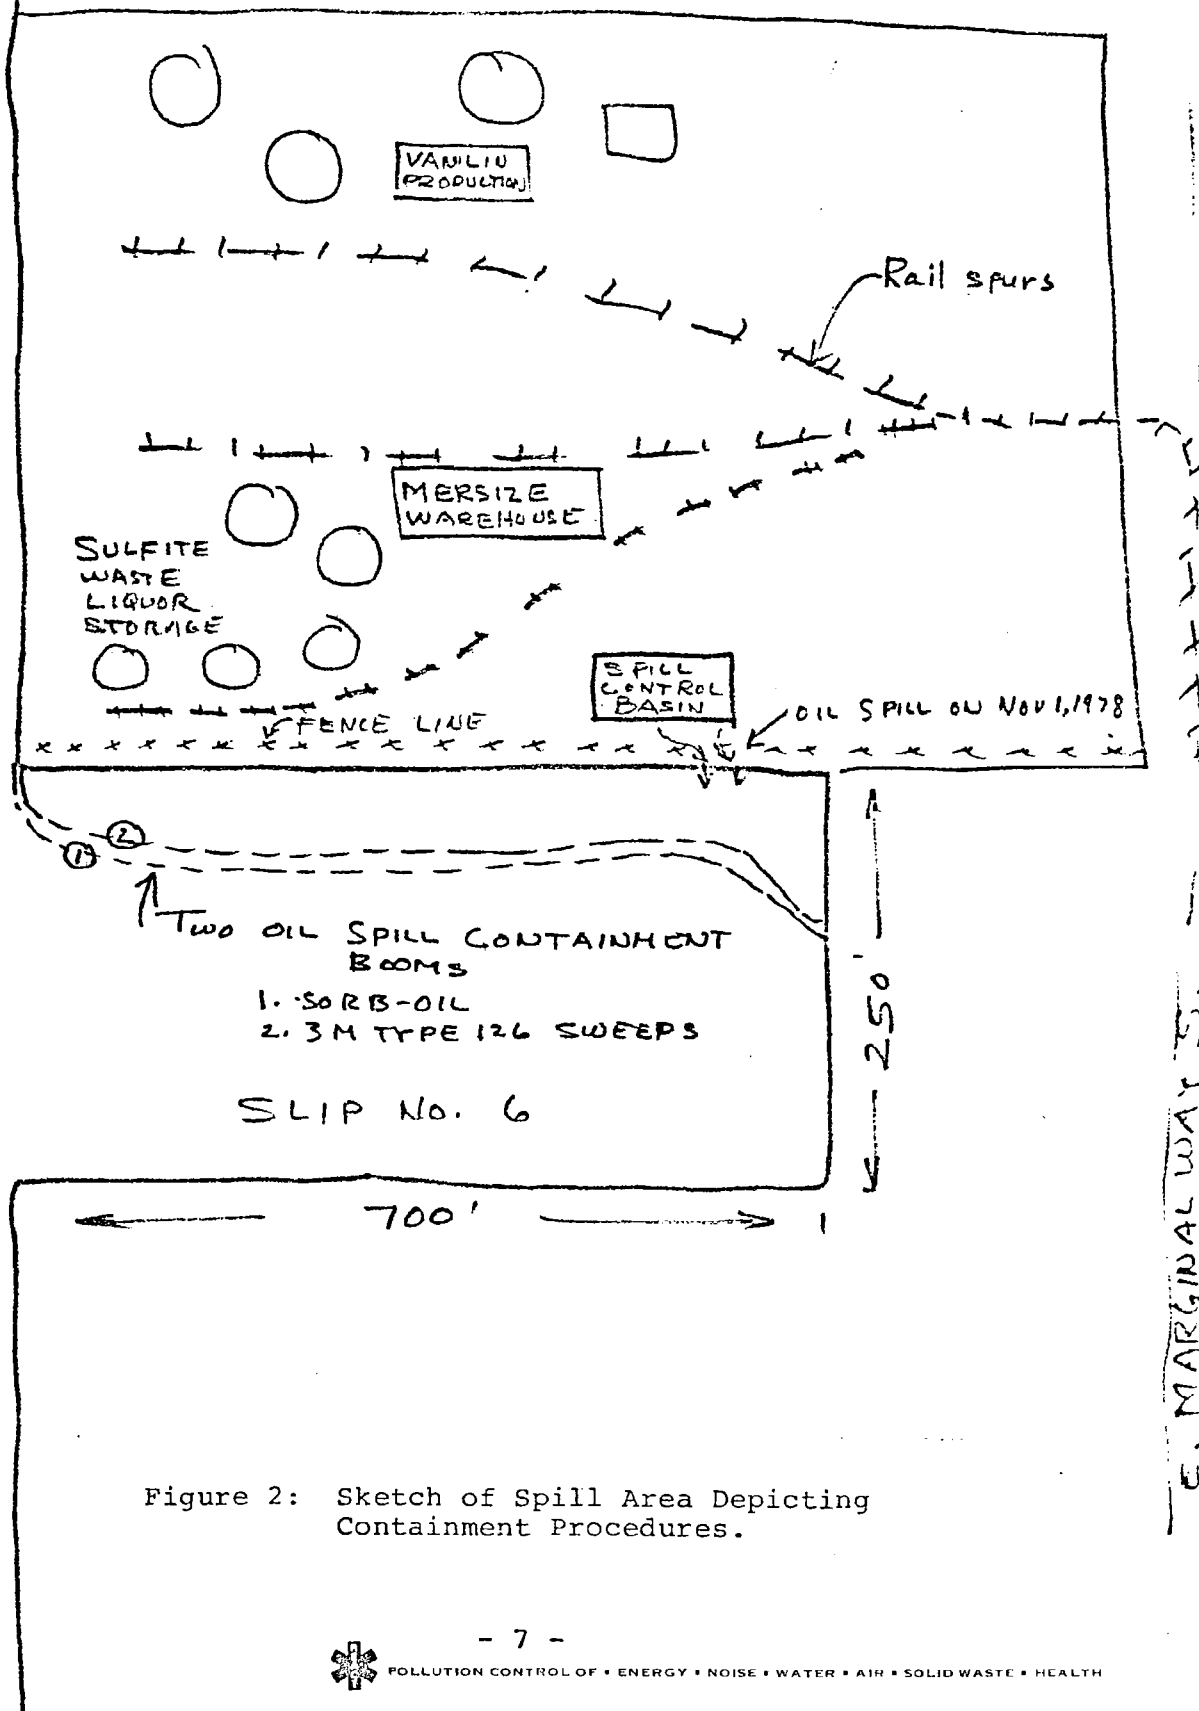 VANILIN
PRODUCTION
Rail spurs
MERSIZE
WAREHOUSE
SULFITE
WASTE
LIQUOR
STORAGE
SPILL
CONTROL
BASIN
OIL SPILL ON NOV 1, 1978
FENCE LINE
2
1
TWO OIL SPILL CONTAINMENT
BOOMS
1. SORB-OIL
2. 3M TYPE 126 SWEEPS
250'
SLIP NO. 6
700'
E. MARGINAL WAY S.
Figure 2: Sketch of Spill Area Depicting
Containment Procedures.
- 7 -
POLLUTION CONTROL OF • ENERGY • NOISE • WATER • AIR • SOLID WASTE • HEALTH